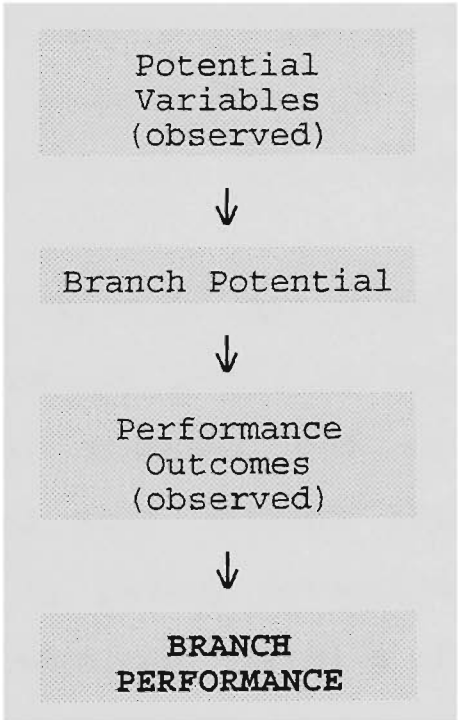 Potential
Variables
(observed)
↓
Branch Potential
↓
Performance
Outcomes
(observed)
↓
BRANCH
PERFORMANCE